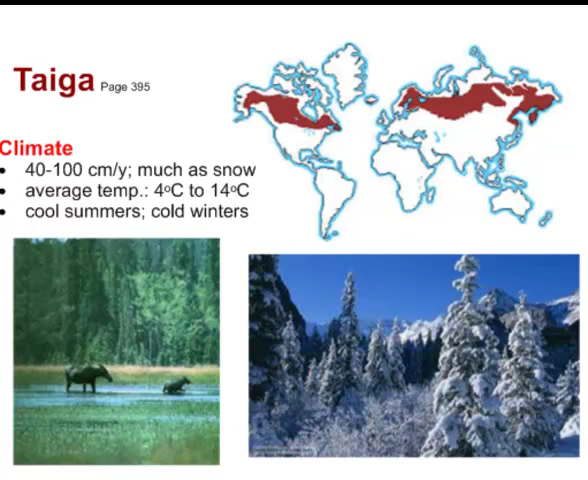 Taiga Page 395
Climate
• 40-100 cm/y; much as snow
• average temp.: 4ºC to 14ºC
• cool summers; cold winters